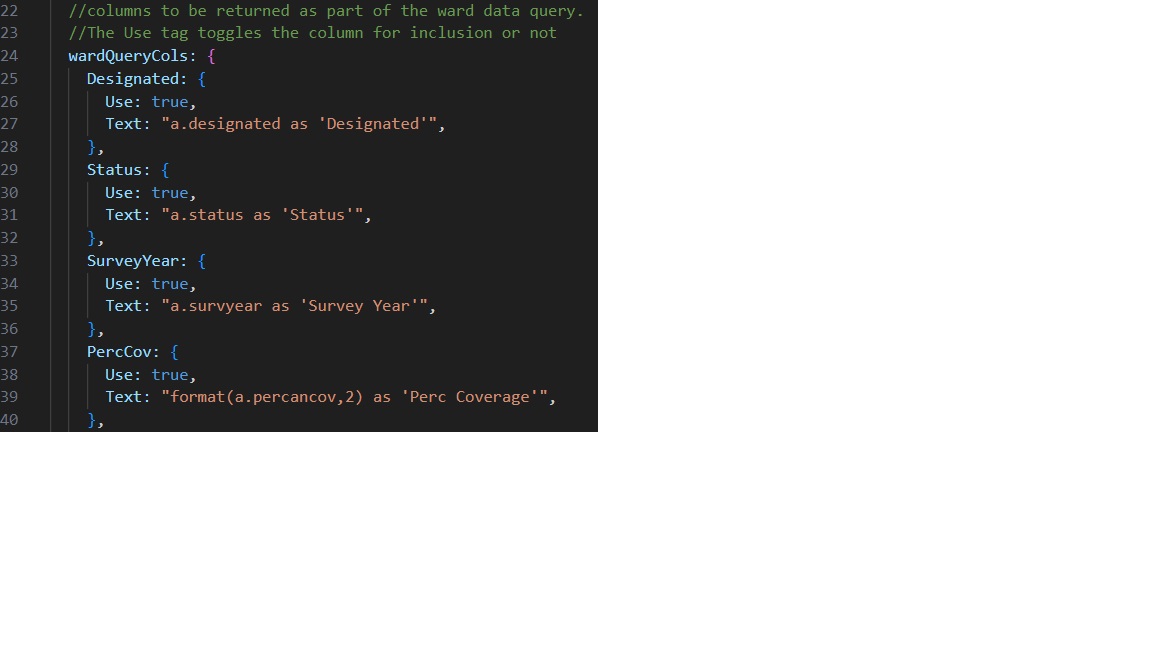 22 //columns to be returned as part of the ward data query.
23 //The Use tag toggles the column for inclusion or not
24 wardQueryCols: {
25 Designated: {
26 Use: true,
27 Text: "a.designated as 'Designated'",
28 },
29 Status: {
30 Use: true,
31 Text: "a.status as 'Status'",
32 },
33 SurveyYear: {
34 Use: true,
35 Text: "a.survyear as 'Survey Year'",
36 },
37 PercCov: {
38 Use: true,
39 Text: "format(a.percancov,2) as 'Perc Coverage'",
40 },